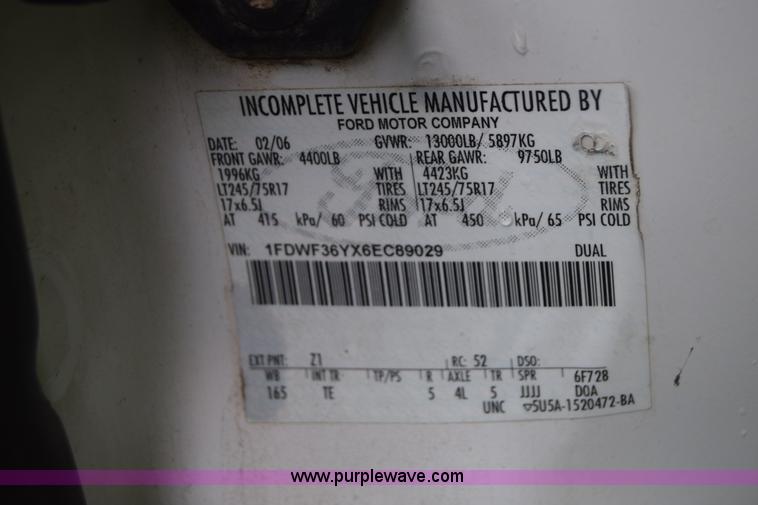 INCOMPLETE VEHICLE MANUFACTURED BY
FORD MOTOR COMPANY
DATE: 02/06 GVWR: 13000LB/ 5897KG
FRONT GAWR: 4400LB REAR GAWR: 9750LB
1996KG WITH 4423KG WITH
LT245/75R17 TIRES LT245/75R17 TIRES
17x6.5J RIMS 17x6.5J RIMS
AT 415 kPa/ 60 PSI COLD AT 450 kPa/ 65 PSI COLD
VIN: 1FDWF36YX6EC89029 DUAL
EXT PNT: Z1 RC: 52 DSO:
WB INT TR TP/PS R AXLE TR SPR 6F728
165 TE 5 4L 5 JJJJ DOA
UNC 5U5A-1520472-BA
www.purplewave.com